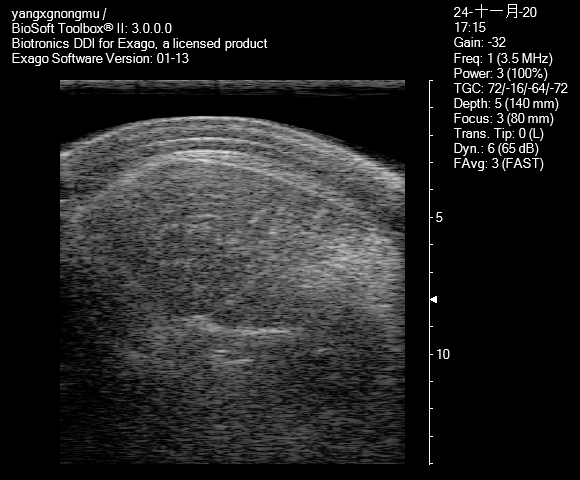 yangxgnongmu /
BioSoft Toolbox® II: 3.0.0.0
Biotronics DDI for Exago, a licensed product
Exago Software Version: 01-13
24-十一月-20
17:15
Gain: -32
Freq: 1 (3.5 MHz)
Power: 3 (100%)
TGC: 72/-16/-64/-72
Depth: 5 (140 mm)
Focus: 3 (80 mm)
Trans. Tip: 0 (L)
Dyn.: 6 (65 dB)
FAvg: 3 (FAST)
5
10